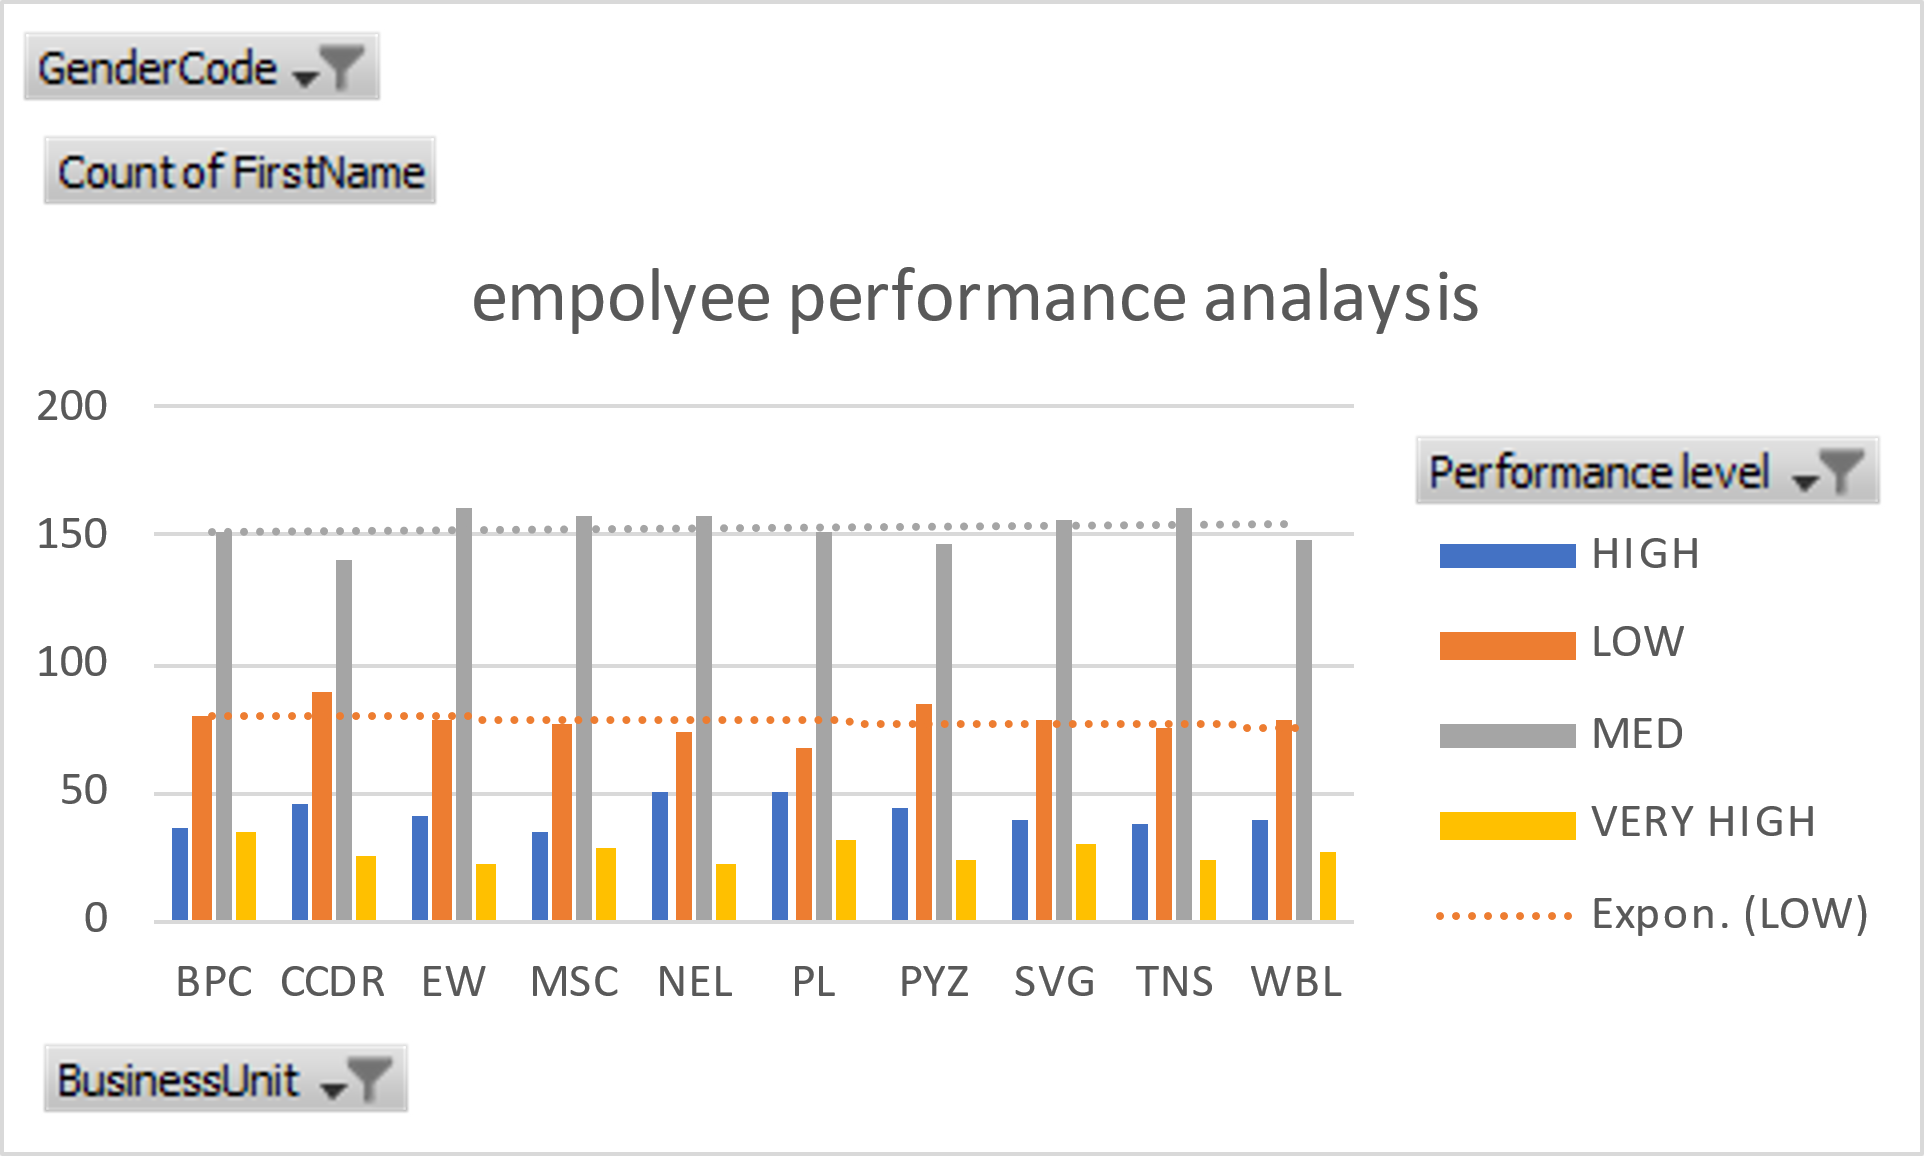 GenderCode
Count of FirstName
empolyee performance analaysis
200
150
100
50
0
BPC CCDR EW MSC NEL PL PYZ SVG TNS WBL
Performance level
HIGH
LOW
MED
VERY HIGH
Expon. (LOW)
BusinessUnit